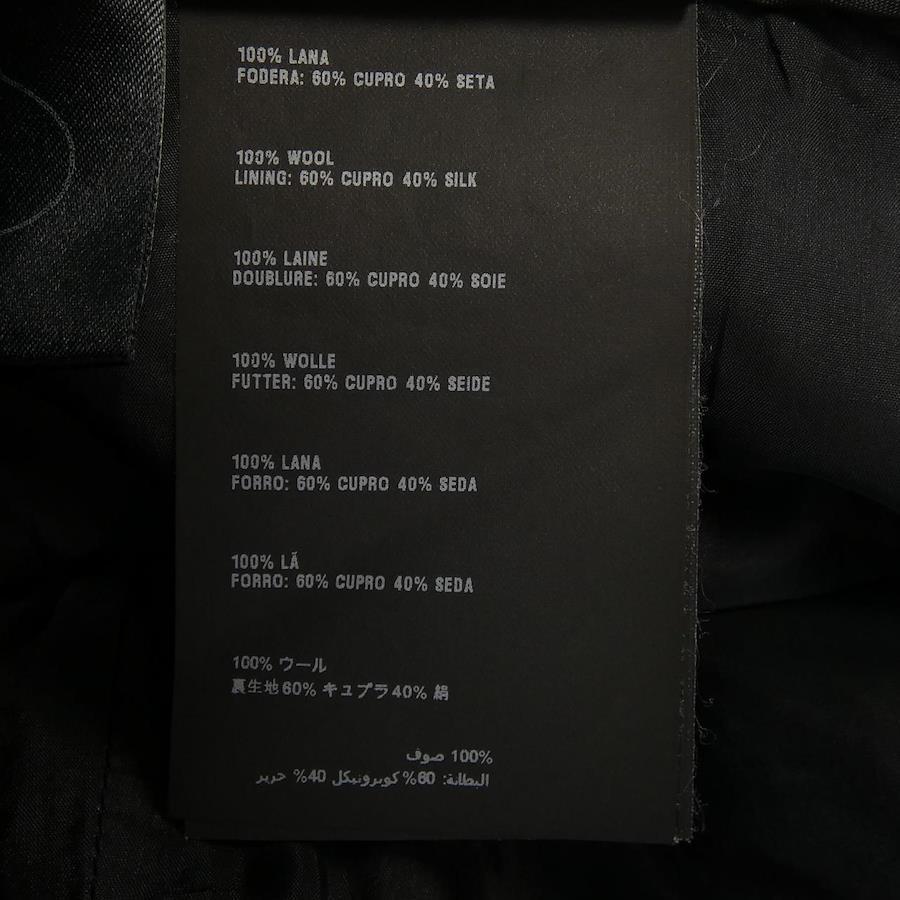 100% LANA
FODERA: 60% CUPRO 40% SETA
100% WOOL
LINING: 60% CUPRO 40% SILK
100% LAINE
DOUBLURE: 60% CUPRO 40% SOIE
100% WOLLE
FUTTER: 60% CUPRO 40% SEIDE
100% LANA
FORRO: 60% CUPRO 40% SEDA
100% LÃ
FORRO: 60% CUPRO 40% SEDA
100% ウール
裏生地60% キュプラ40% 絹
100% صوف
البطانة: 60% كوبرونيكل 40% حرير